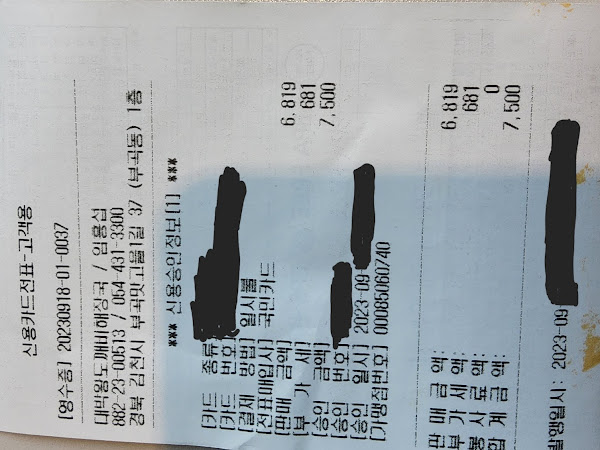 신용카드전표-고객용
[영수증] 20230918-01-0037
대박왕도깨비해장국 / 임홍섭
882-23-00513 / 054-431-3300
경북 김천시 부곡맛고을1길 37 (부곡동) 1층
*** 신용승인정보[1] ***
[카드 종류]
[카드 번호]
[결제 방법] 일시불
[전표매입사] 국민카드
[판매 금액] 6,819
[부 가 세] 681
[승인 금액] 7,500
[승인 번호]
[승인 일시] 2023-09
[가맹점번호] 00085060740
판 매 금 액: 6,819
부 가 세 액: 681
봉 사 료 액: 0
합 계 금 액: 7,500
발행일시: 2023-09